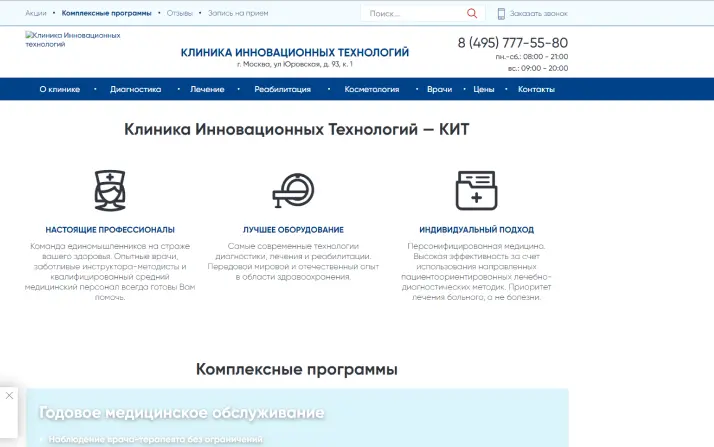 Акции • Комплексные программы • Отзывы • Запись на прием
Поиск...
Заказать звонок
Клиника Инновационных технологий
КЛИНИКА ИННОВАЦИОННЫХ ТЕХНОЛОГИЙ
г. Москва, ул Юровская, д. 93, к. 1
8 (495) 777-55-80
пн.-сб.: 08:00 - 21:00
вс.: 09:00 - 20:00
О клинике • Диагностика • Лечение • Реабилитация • Косметология • Врачи • Цены • Контакты
Клиника Инновационных Технологий — КИТ
НАСТОЯЩИЕ ПРОФЕССИОНАЛЫ
Команда единомышленников на страже
вашего здоровья. Опытные врачи,
заботливые инструктора-методисты и
квалифицированный средний
медицинский персонал всегда готовы Вам
помочь.
ЛУЧШЕЕ ОБОРУДОВАНИЕ
Самые современные технологии
диагностики, лечения и реабилитации.
Передовой мировой и отечественный опыт
в области здравоохранения.
ИНДИВИДУАЛЬНЫЙ ПОДХОД
Персонифицированная медицина.
Высокая эффективность за счет
использования направленных
пациентоориентированных лечебно-
диагностических методик. Приоритет
лечения больного, а не болезни.
Комплексные программы
Годовое медицинское обслуживание
Наблюдение врача-терапевта без ограничений